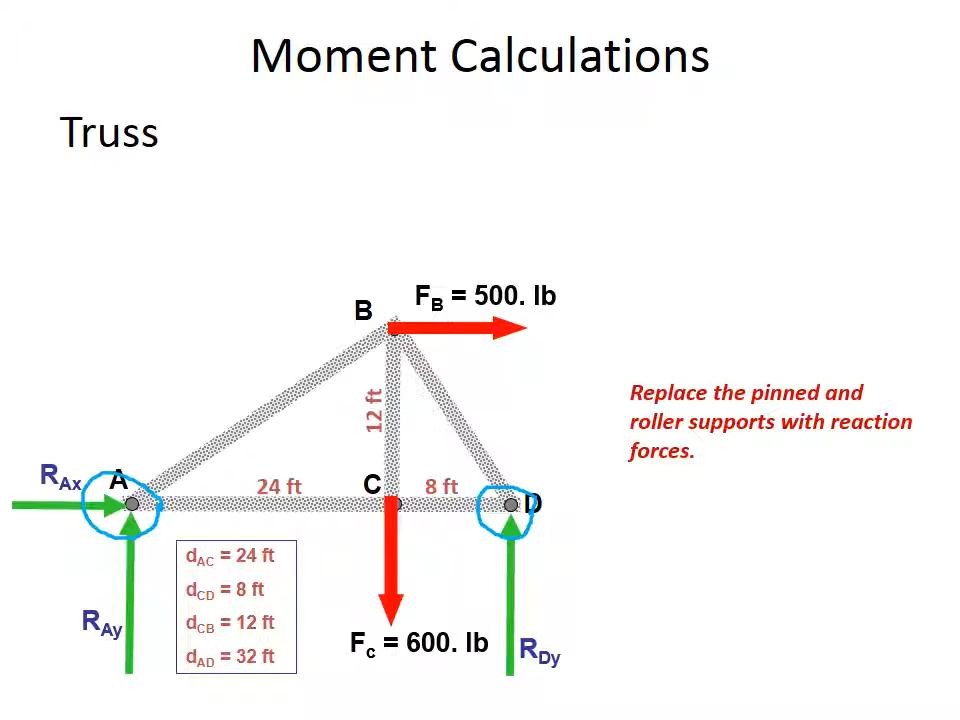 Moment Calculations
Truss
F_B = 500. lb
B
12 ft
Replace the pinned and
roller supports with reaction
forces.
R_Ax
A
24 ft
C
8 ft
D
d_AC = 24 ft
d_CD = 8 ft
d_CB = 12 ft
d_AD = 32 ft
R_Ay
F_c = 600. lb
R_Dy